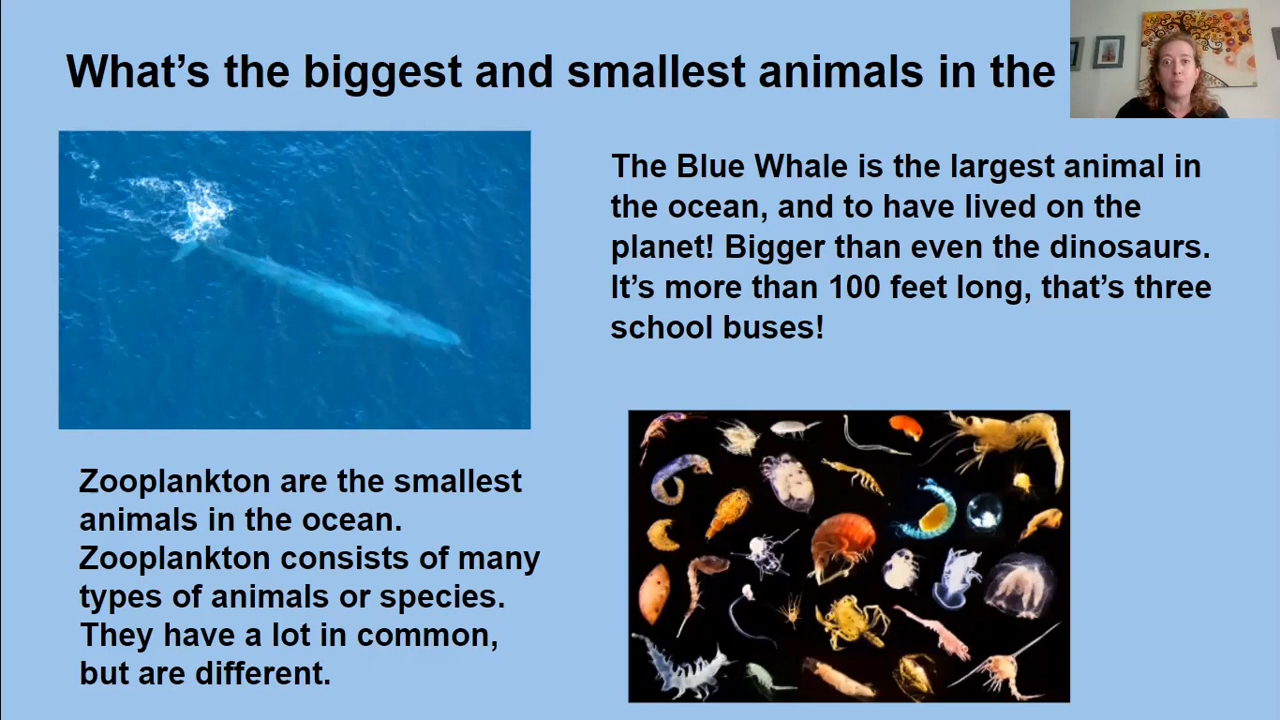 What's the biggest and smallest animals in the
The Blue Whale is the largest animal in
the ocean, and to have lived on the
planet! Bigger than even the dinosaurs.
It's more than 100 feet long, that's three
school buses!
Zooplankton are the smallest
animals in the ocean.
Zooplankton consists of many
types of animals or species.
They have a lot in common,
but are different.